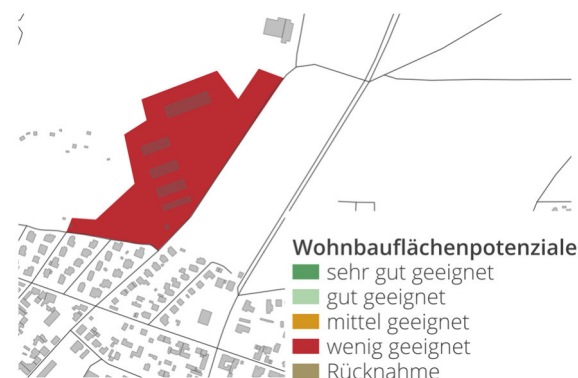 Wohnbauflächenpotenziale
sehr gut geeignet
gut geeignet
mittel geeignet
wenig geeignet
Rücknahme